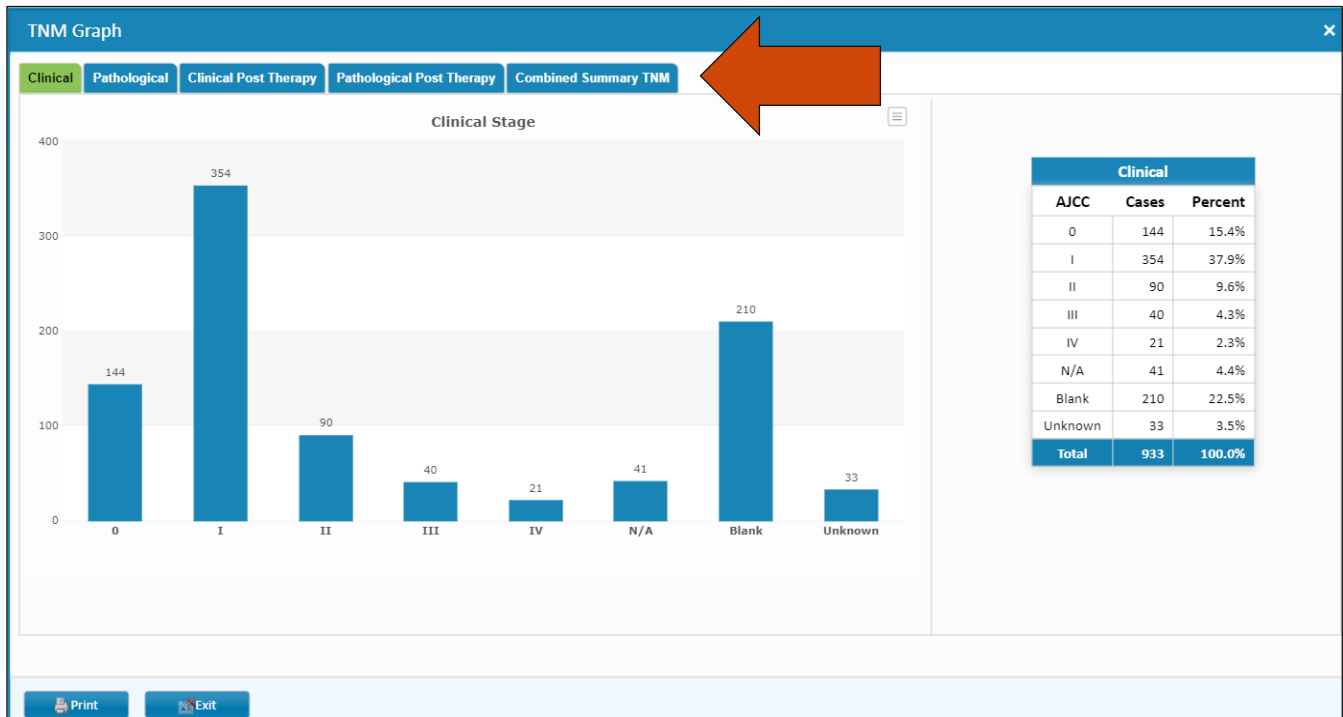 TNM Graph ×
Clinical Pathological Clinical Post Therapy Pathological Post Therapy Combined Summary TNM
Clinical Stage
400
300
200
100
0
144
354
90
40
21
41
210
33
0 I II III IV N/A Blank Unknown
Clinical
AJCC Cases Percent
0 144 15.4%
I 354 37.9%
II 90 9.6%
III 40 4.3%
IV 21 2.3%
N/A 41 4.4%
Blank 210 22.5%
Unknown 33 3.5%
Total 933 100.0%
Print Exit